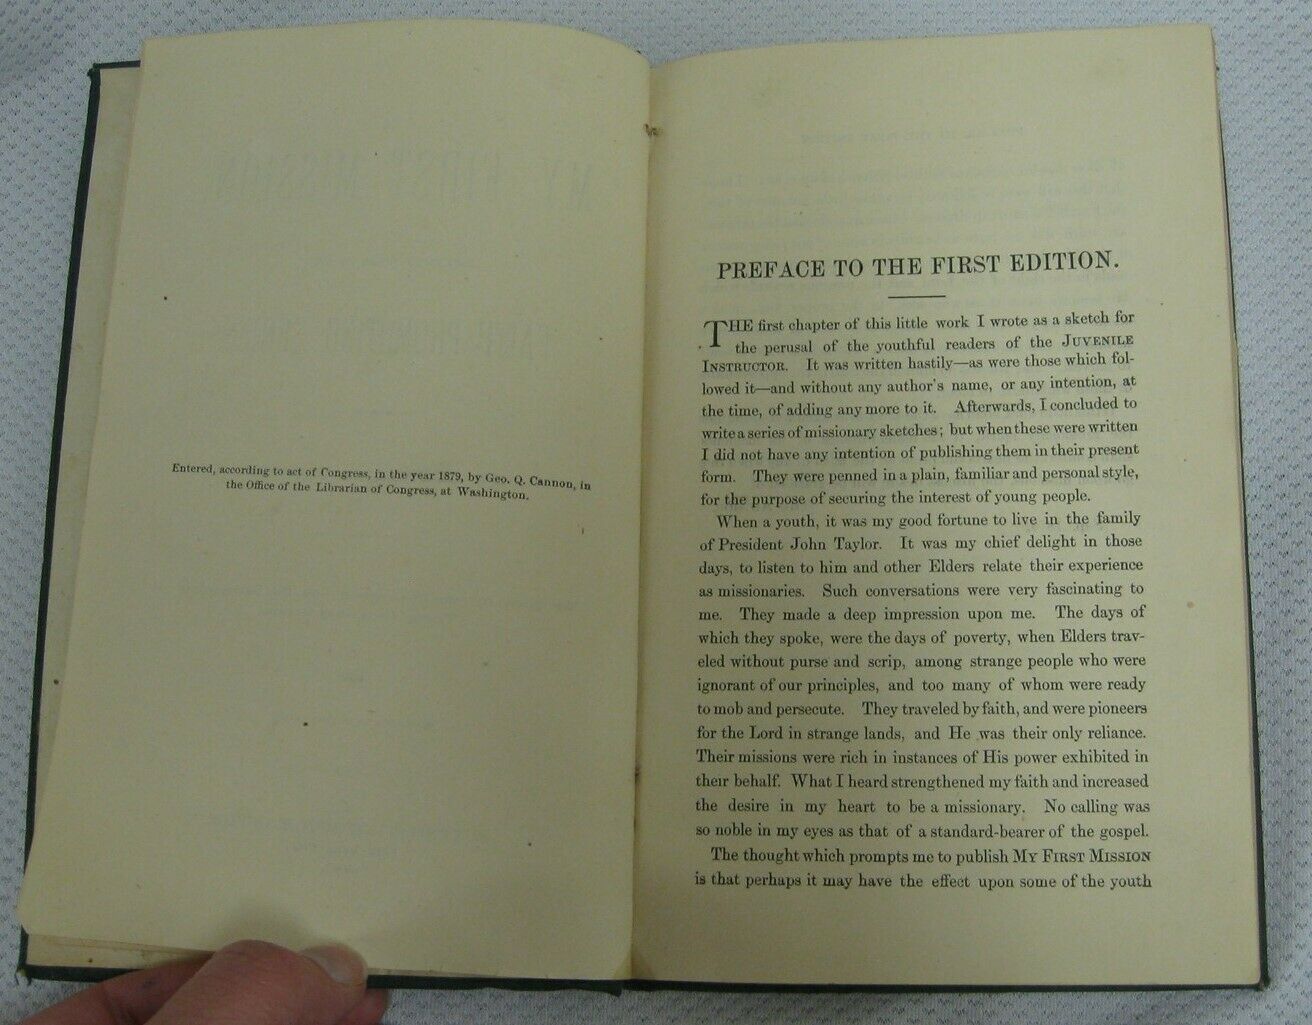 Entered, according to act of Congress, in the year 1879, by Geo. Q. Cannon, in
the Office of the Librarian of Congress, at Washington.
PREFACE TO THE FIRST EDITION.
THE first chapter of this little work I wrote as a sketch for
the perusal of the youthful readers of the JUVENILE
INSTRUCTOR. It was written hastily—as were those which fol-
lowed it—and without any author's name, or any intention, at
the time, of adding any more to it. Afterwards, I concluded to
write a series of missionary sketches; but when these were written
I did not have any intention of publishing them in their present
form. They were penned in a plain, familiar and personal style,
for the purpose of securing the interest of young people.
When a youth, it was my good fortune to live in the family
of President John Taylor. It was my chief delight in those
days, to listen to him and other Elders relate their experience
as missionaries. Such conversations were very fascinating to
me. They made a deep impression upon me. The days of
which they spoke, were the days of poverty, when Elders trav-
eled without purse and scrip, among strange people who were
ignorant of our principles, and too many of whom were ready
to mob and persecute. They traveled by faith, and were pioneers
for the Lord in strange lands, and He was their only reliance.
Their missions were rich in instances of His power exhibited in
their behalf. What I heard strengthened my faith and increased
the desire in my heart to be a missionary. No calling was
so noble in my eyes as that of a standard-bearer of the gospel.
The thought which prompts me to publish MY FIRST MISSION
is that perhaps it may have the effect upon some of the youth